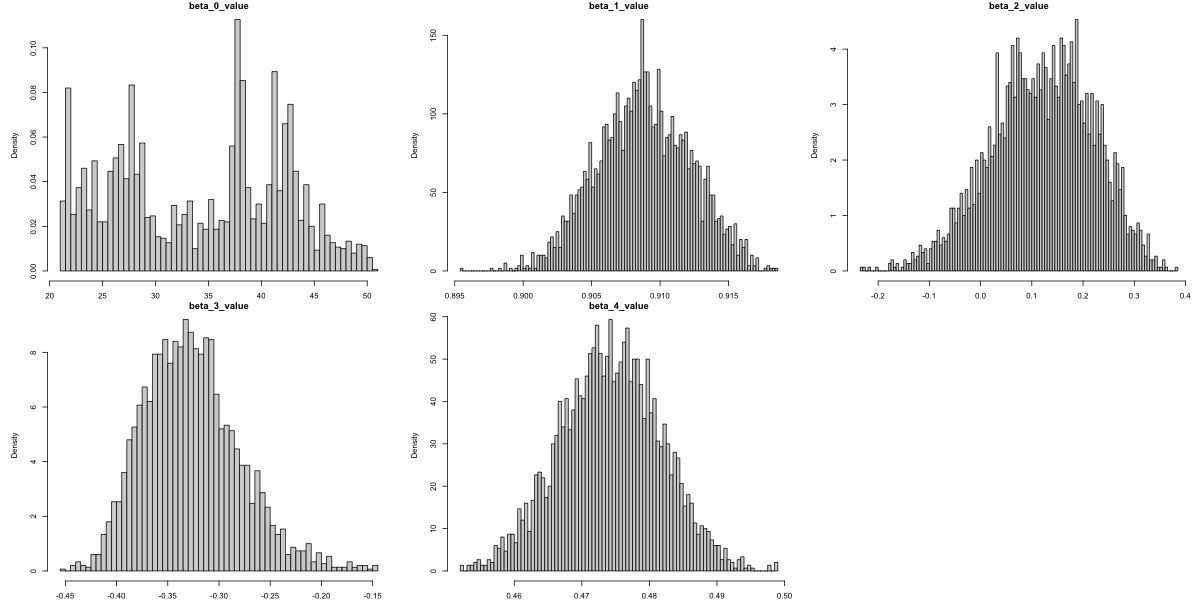 beta_0_value
Density
0.00 0.02 0.04 0.06 0.08 0.10
20 25 30 35 40 45 50
beta_1_value
Density
0 50 100 150
0.895 0.900 0.905 0.910 0.915
beta_2_value
Density
0 1 2 3 4
-0.2 -0.1 0.0 0.1 0.2 0.3 0.4
beta_3_value
Density
0 2 4 6 8
-0.45 -0.40 -0.35 -0.30 -0.25 -0.20 -0.15
beta_4_value
Density
0 10 20 30 40 50 60
0.46 0.47 0.48 0.49 0.50